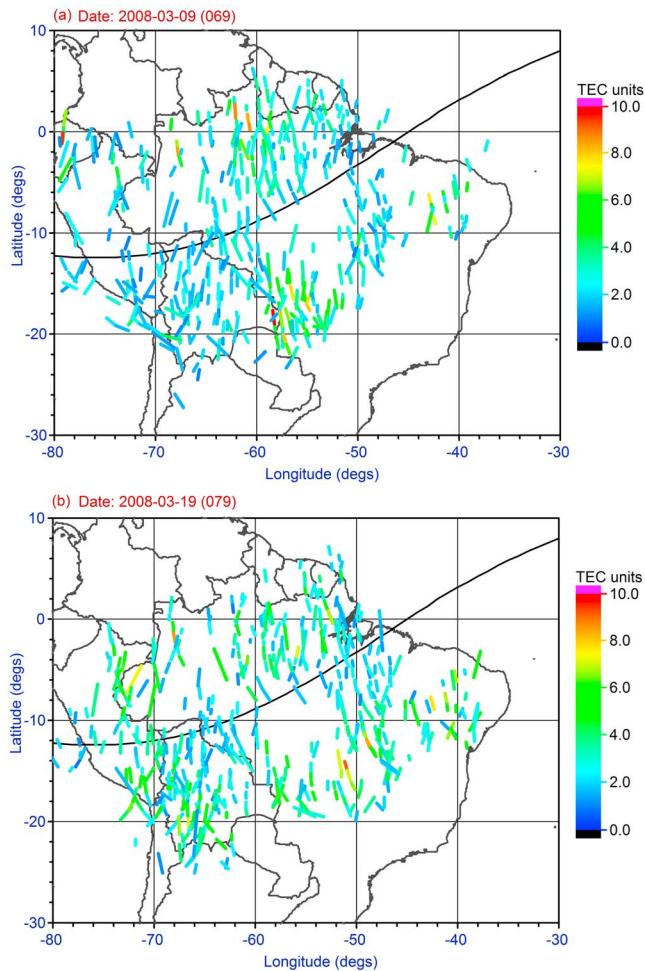 (a) Date: 2008-03-09 (069)
10
0
-10
-20
-30
Latitude (degs)
-80 -70 -60 -50 -40 -30
Longitude (degs)
TEC units
10.0
8.0
6.0
4.0
2.0
0.0
(b) Date: 2008-03-19 (079)
10
0
-10
-20
-30
Latitude (degs)
-80 -70 -60 -50 -40 -30
Longitude (degs)
TEC units
10.0
8.0
6.0
4.0
2.0
0.0